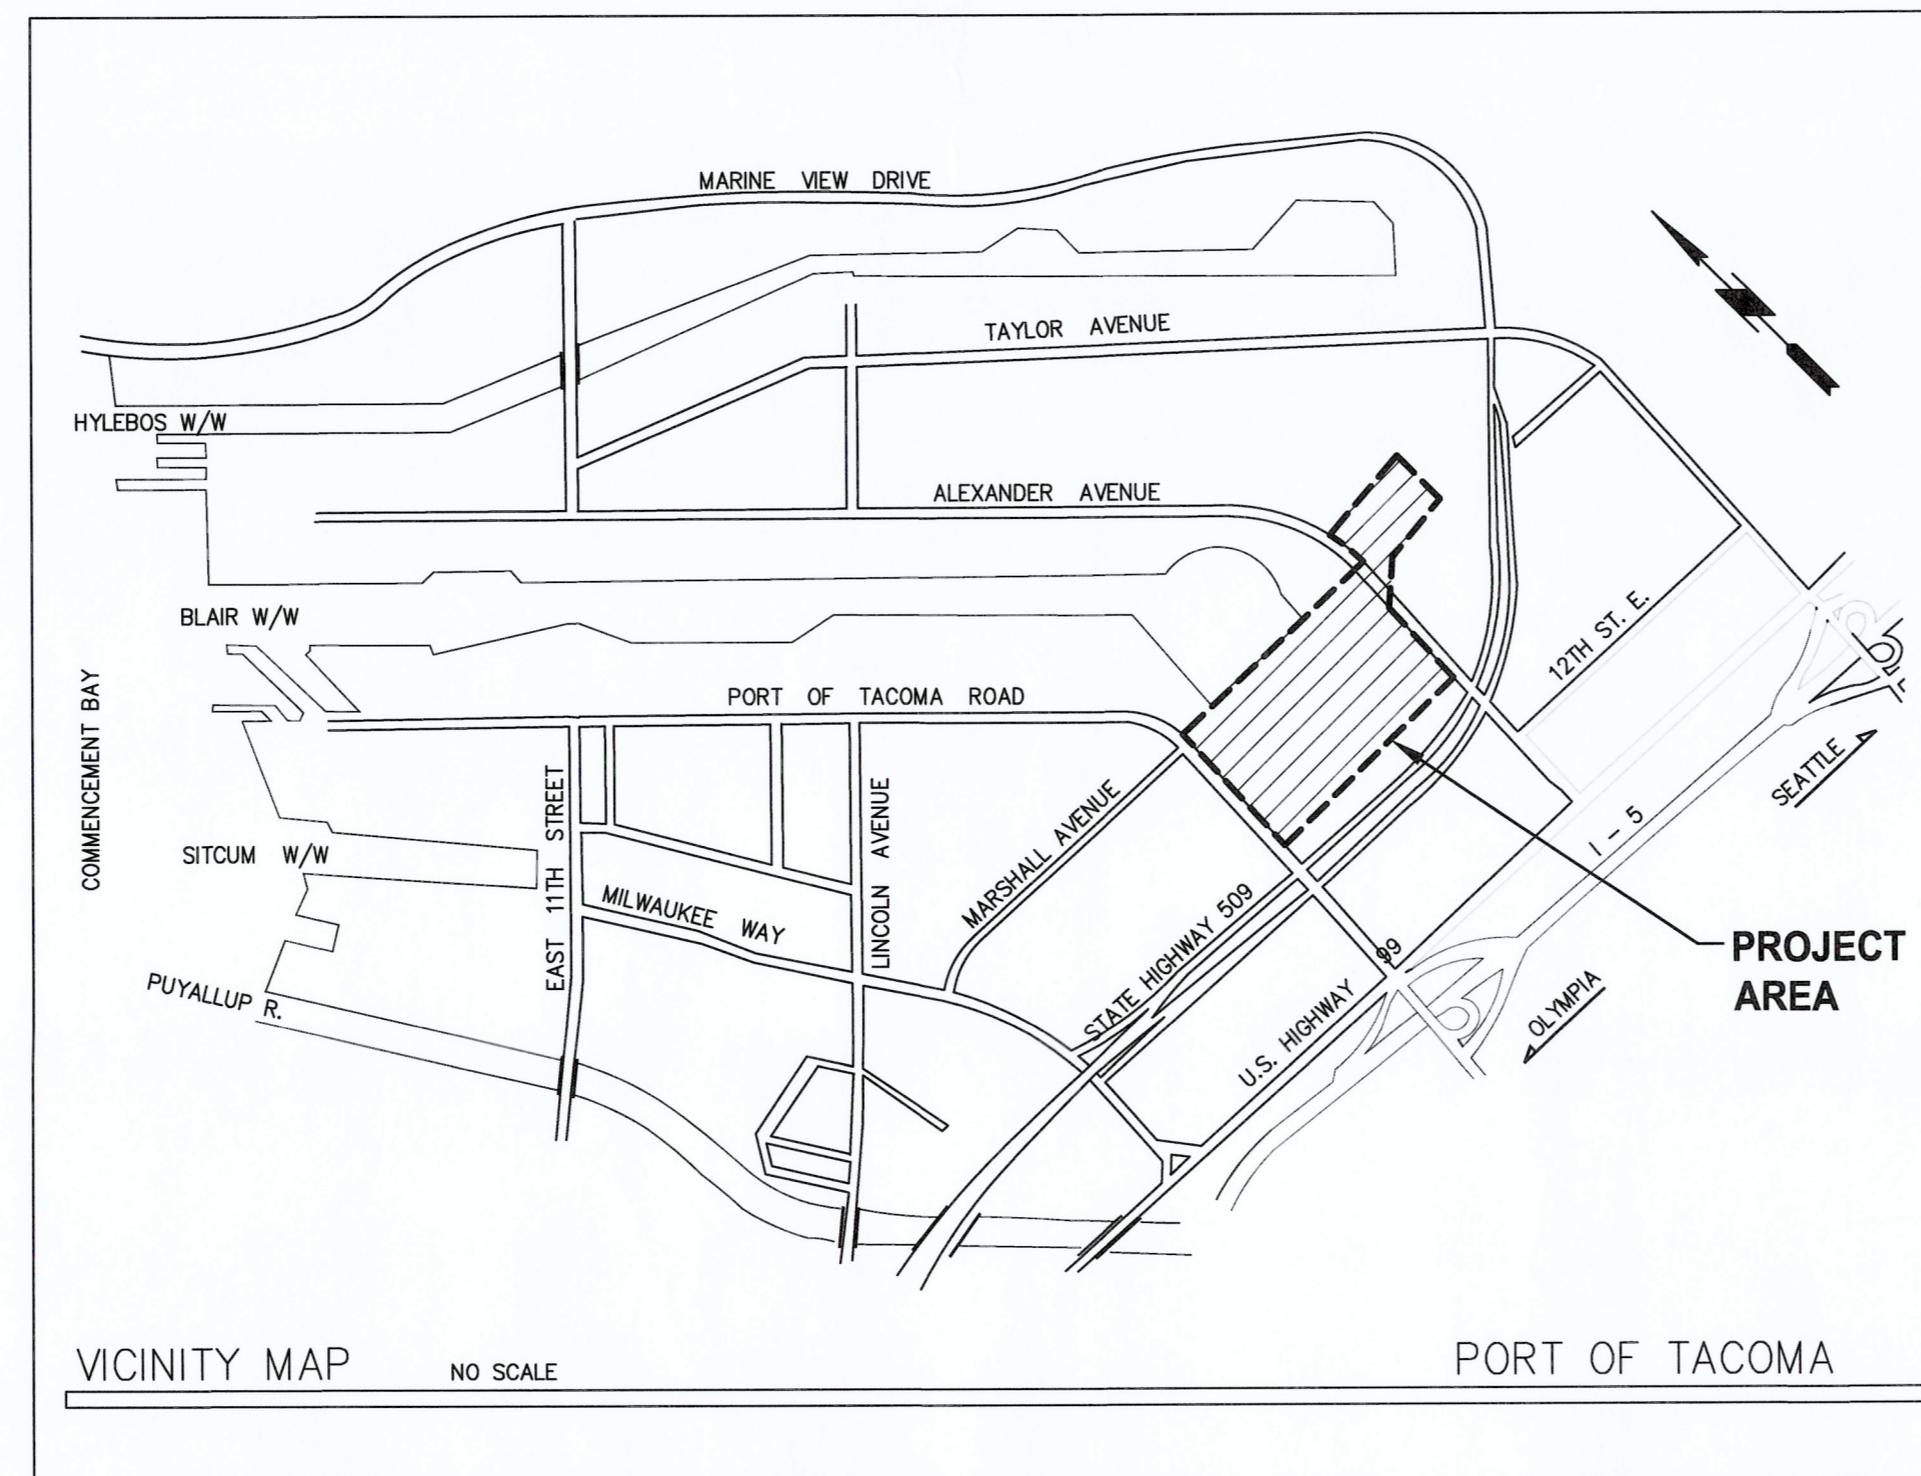 MARINE VIEW DRIVE
TAYLOR AVENUE
HYLEBOS W/W
ALEXANDER AVENUE
BLAIR W/W
12TH ST. E.
COMMENCEMENT BAY
PORT OF TACOMA ROAD
SEATTLE
EAST 11TH STREET
LINCOLN AVENUE
MARSHALL AVENUE
I - 5
SITCUM W/W
MILWAUKEE WAY
STATE HIGHWAY 509
U.S. HIGHWAY 99
PROJECT
AREA
PUYALLUP R.
OLYMPIA
VICINITY MAP
NO SCALE
PORT OF TACOMA